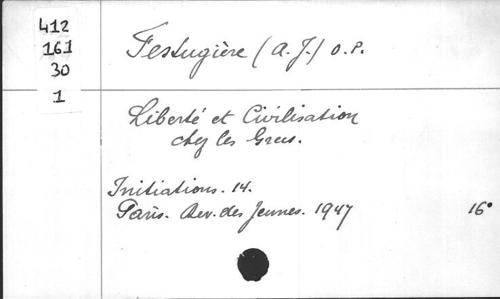 412
161
30
1
Festugière (A.J.) O.P.
Liberté et Civilisation
chez les Grecs.
Initiations. 14.
Paris. Rev. des Jeunes. 1947 16°